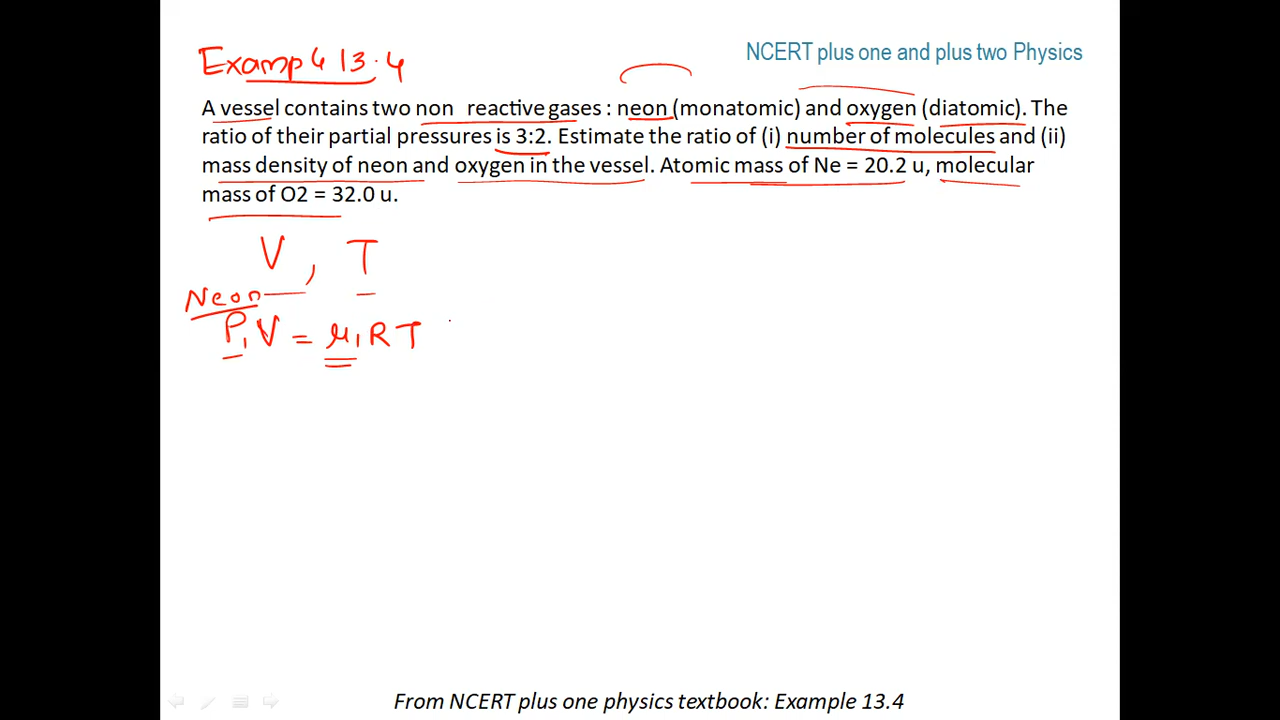 Example 13.4
NCERT plus one and plus two Physics
A vessel contains two non reactive gases : neon (monatomic) and oxygen (diatomic). The
ratio of their partial pressures is 3:2. Estimate the ratio of (i) number of molecules and (ii)
mass density of neon and oxygen in the vessel. Atomic mass of Ne = 20.2 u, molecular
mass of O2 = 32.0 u.
V , T
Neon
P₁V = μ₁RT
From NCERT plus one physics textbook: Example 13.4